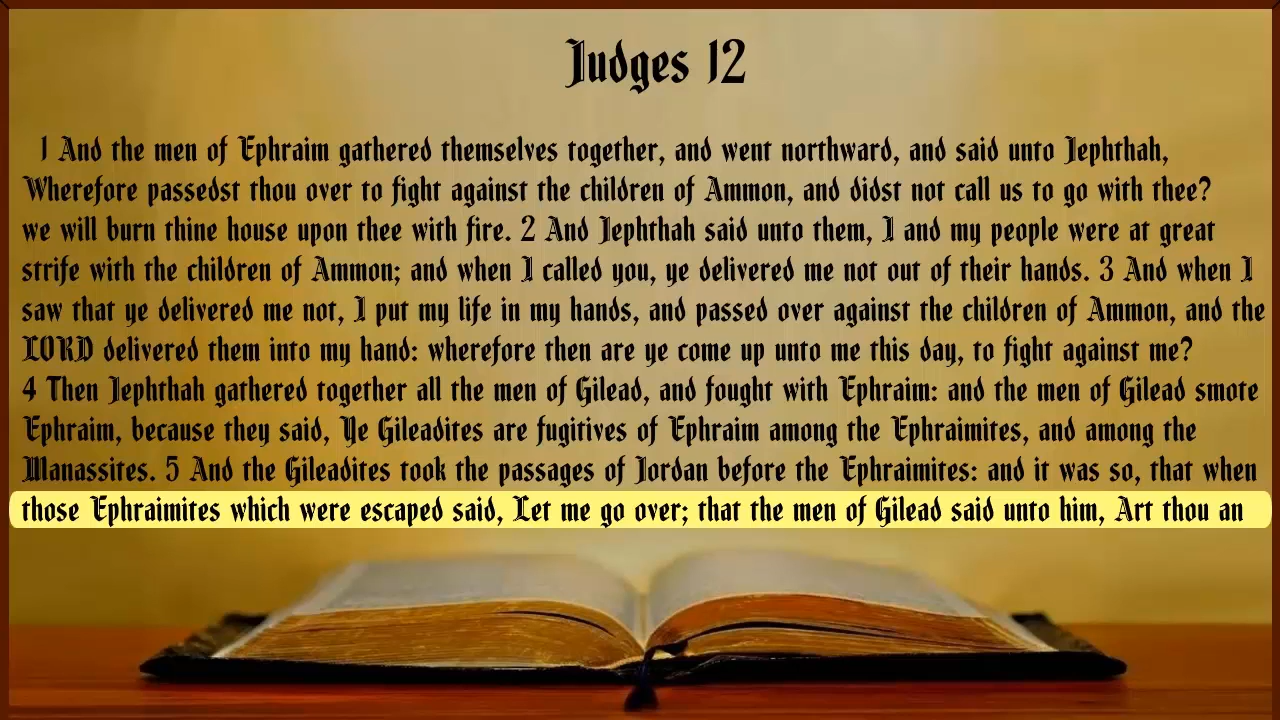 Judges 12
1 And the men of Ephraim gathered themselves together, and went northward, and said unto Jephthah,
Wherefore passedst thou over to fight against the children of Ammon, and didst not call us to go with thee?
we will burn thine house upon thee with fire. 2 And Jephthah said unto them, I and my people were at great
strife with the children of Ammon; and when I called you, ye delivered me not out of their hands. 3 And when I
saw that ye delivered me not, I put my life in my hands, and passed over against the children of Ammon, and the
LORD delivered them into my hand: wherefore then are ye come up unto me this day, to fight against me?
4 Then Jephthah gathered together all the men of Gilead, and fought with Ephraim: and the men of Gilead smote
Ephraim, because they said, Ye Gileadites are fugitives of Ephraim among the Ephraimites, and among the
Manassites. 5 And the Gileadites took the passages of Jordan before the Ephraimites: and it was so, that when
those Ephraimites which were escaped said, Let me go over; that the men of Gilead said unto him, Art thou an